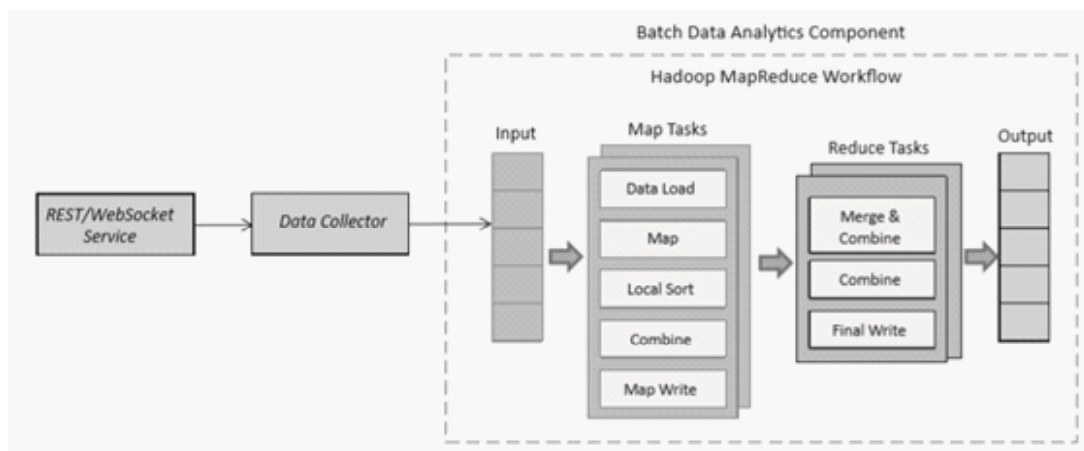 Batch Data Analytics Component
Hadoop MapReduce Workflow
Input
Map Tasks
Reduce Tasks
Output
REST/WebSocket
Service
Data Collector
Data Load
Map
Local Sort
Combine
Map Write
Merge &
Combine
Combine
Final Write